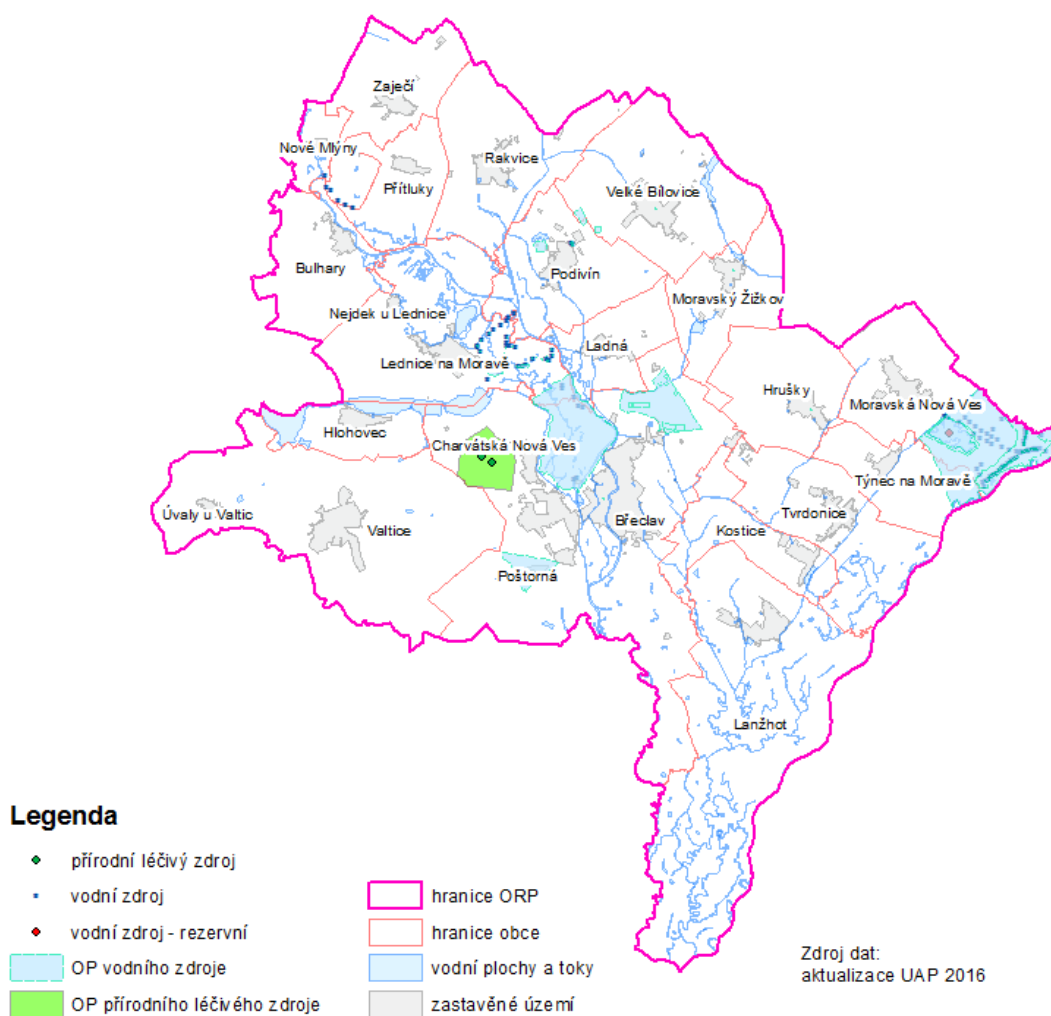 Zaječí
Nové Mlýny
Přítluky
Rakvice
Velké Bílovice
Bulhary
Podivín
Nejdek u Lednice
Moravský Žižkov
Lednice na Moravě
Ladná
Hrušky
Moravská Nová Ves
Hlohovec
Charvátská Nová Ves
Týnec na Moravě
Úvaly u Valtic
Valtice
Břeclav
Kostice
Tvrdonice
Poštorná
Lanžhot
Legenda
přírodní léčivý zdroj
vodní zdroj
vodní zdroj - rezervní
OP vodního zdroje
OP přírodního léčivého zdroje
hranice ORP
hranice obce
vodní plochy a toky
zastavěné území
Zdroj dat:
aktualizace UAP 2016